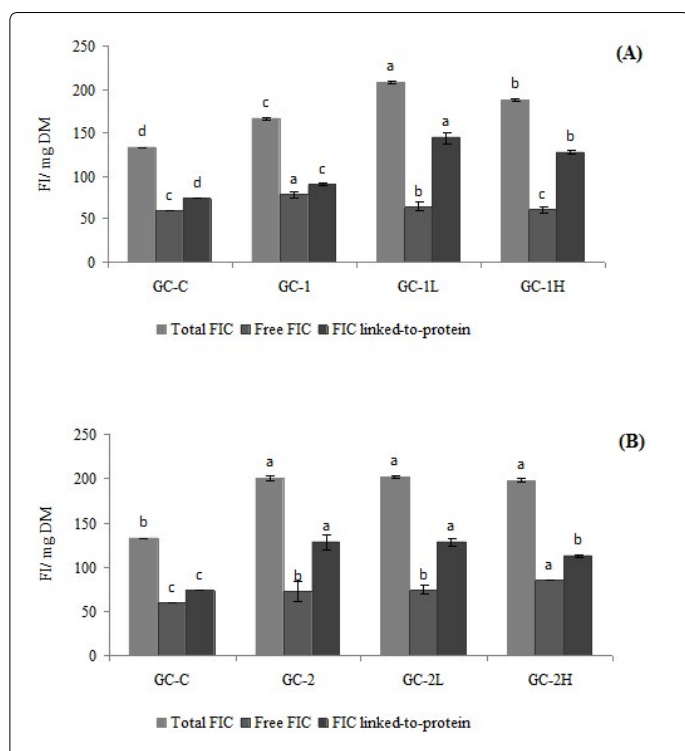 (A)
250
200
150
100
50
0
FI/ mg DM
d
c
d
c
a
c
a
b
a
b
c
b
GC-C GC-1 GC-1L GC-1H
Total FIC Free FIC FIC linked-to-protein
(B)
250
200
150
100
50
0
FI/ mg DM
b
c
c
a
b
a
a
b
a
a
a
b
GC-C GC-2 GC-2L GC-2H
Total FIC Free FIC FIC linked-to-protein